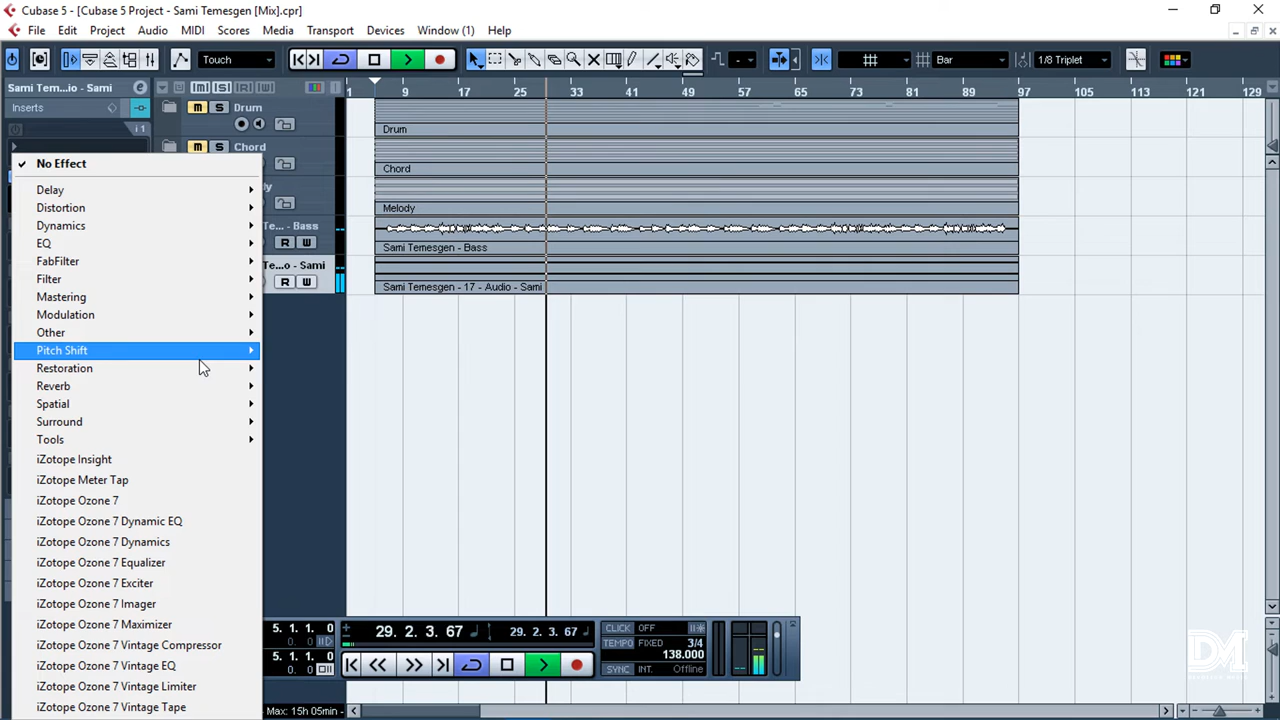 Cubase 5 - [Cubase 5 Project - Sami Temesgen [Mix].cpr]
File Edit Project Audio MIDI Scores Media Transport Devices Window (1) Help
Touch Bar 1/8 Triplet
Sami Tem...io - Sami
1 9 17 25 33 41 49 57 65 73 81 89 97 105 113 121 129
Inserts
i 1
M S Drum
Drum
M S Chord
Chord
Melody
Te... - Bass
R W
Sami Temesgen - Bass
Te...o - Sami
R W
Sami Temesgen - 17 - Audio - Sami
No Effect
Delay
Distortion
Dynamics
EQ
FabFilter
Filter
Mastering
Modulation
Other
Pitch Shift
Restoration
Reverb
Spatial
Surround
Tools
iZotope Insight
iZotope Meter Tap
iZotope Ozone 7
iZotope Ozone 7 Dynamic EQ
iZotope Ozone 7 Dynamics
iZotope Ozone 7 Equalizer
iZotope Ozone 7 Exciter
iZotope Ozone 7 Imager
iZotope Ozone 7 Maximizer
iZotope Ozone 7 Vintage Compressor
iZotope Ozone 7 Vintage EQ
iZotope Ozone 7 Vintage Limiter
iZotope Ozone 7 Vintage Tape
5. 1. 1. 0
0. 0
5. 1. 1. 0
0. 0
29. 2. 3. 67 29. 2. 3. 67
CLICK OFF
TEMPO FIXED 3/4
138.000
SYNC INT. Offline
DM
Max: 15h 05min